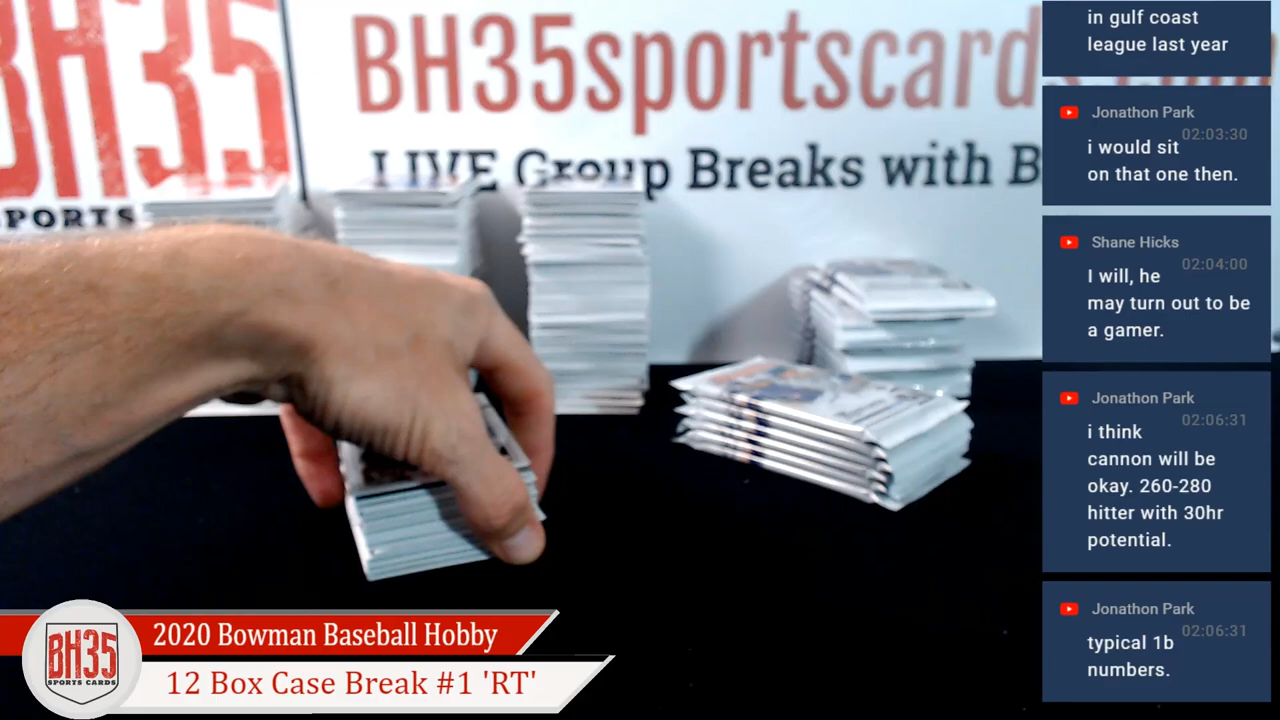 BH35
SPORTS
BH35sportscards
LIVE Group Breaks with B
in gulf coast
league last year
Jonathon Park
02:03:30
i would sit
on that one then.
Shane Hicks
02:04:00
I will, he
may turn out to be
a gamer.
Jonathon Park
02:06:31
i think
cannon will be
okay. 260-280
hitter with 30hr
potential.
Jonathon Park
02:06:31
typical 1b
numbers.
BH35
SPORTS CARDS
2020 Bowman Baseball Hobby
12 Box Case Break #1 'RT'